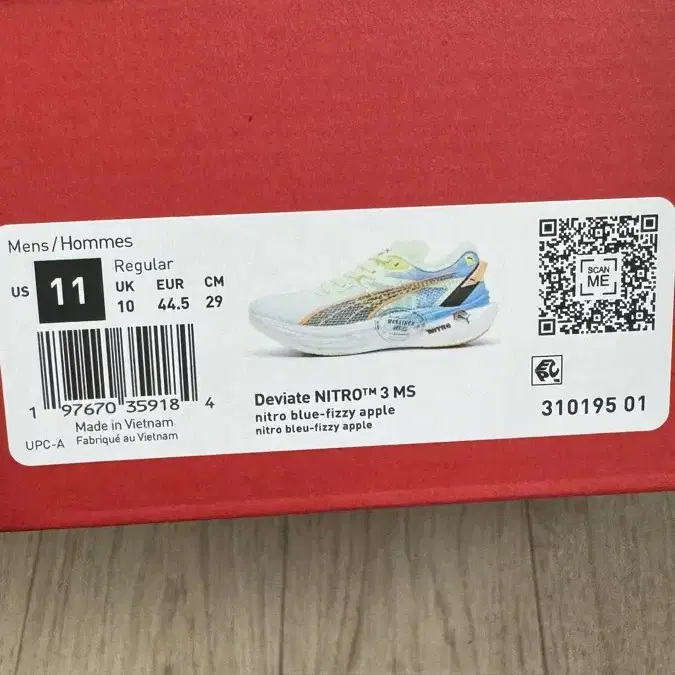 Mens/Hommes
Regular
US 11 UK EUR CM
10 44.5 29
1 97670 35918 4
Made in Vietnam
UPC-A Fabriqué au Vietnam
NITRO
Deviate NITRO™ 3 MS
nitro blue-fizzy apple
nitro bleu-fizzy apple
SCAN
ME
310195 01